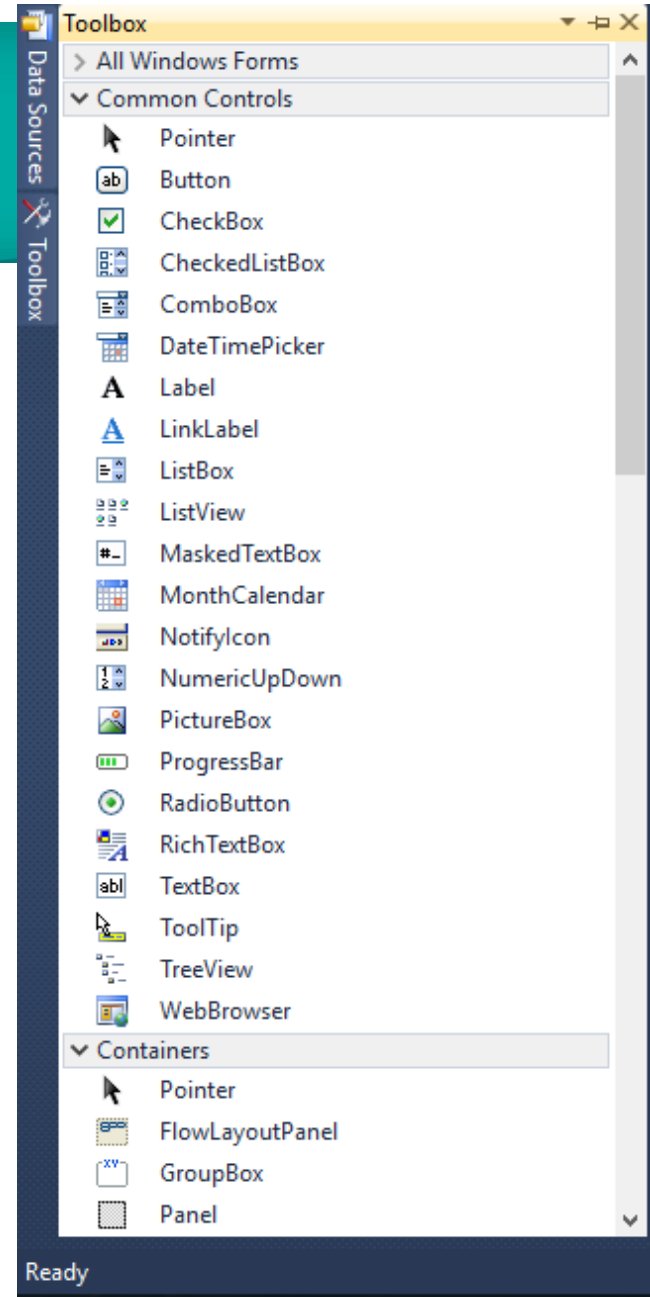 Toolbox
All Windows Forms
Common Controls
Pointer
Button
CheckBox
CheckedListBox
ComboBox
DateTimePicker
Label
LinkLabel
ListBox
ListView
MaskedTextBox
MonthCalendar
NotifyIcon
NumericUpDown
PictureBox
ProgressBar
RadioButton
RichTextBox
TextBox
ToolTip
TreeView
WebBrowser
Containers
Pointer
FlowLayoutPanel
GroupBox
Panel
Data Sources
Toolbox
Ready